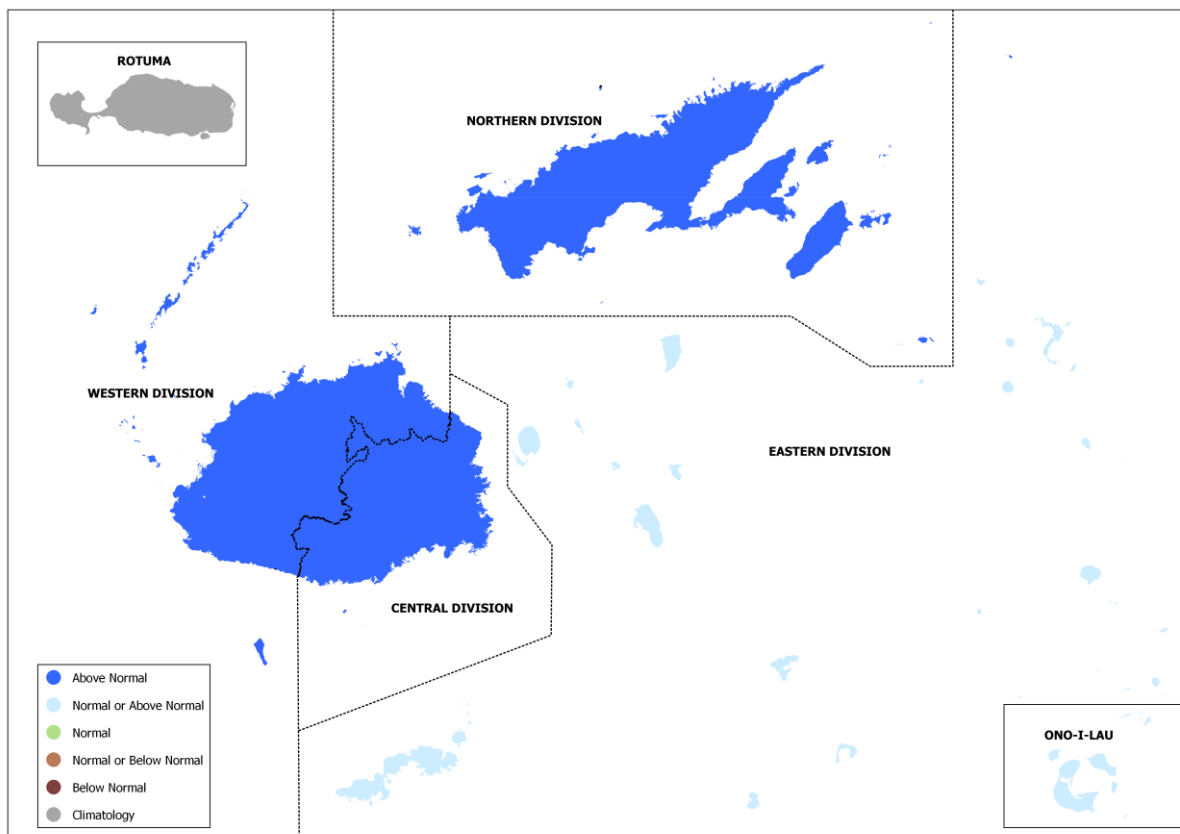 ROTUMA
NORTHERN DIVISION
WESTERN DIVISION
EASTERN DIVISION
CENTRAL DIVISION
Above Normal
Normal or Above Normal
Normal
Normal or Below Normal
Below Normal
Climatology
ONO-I-LAU